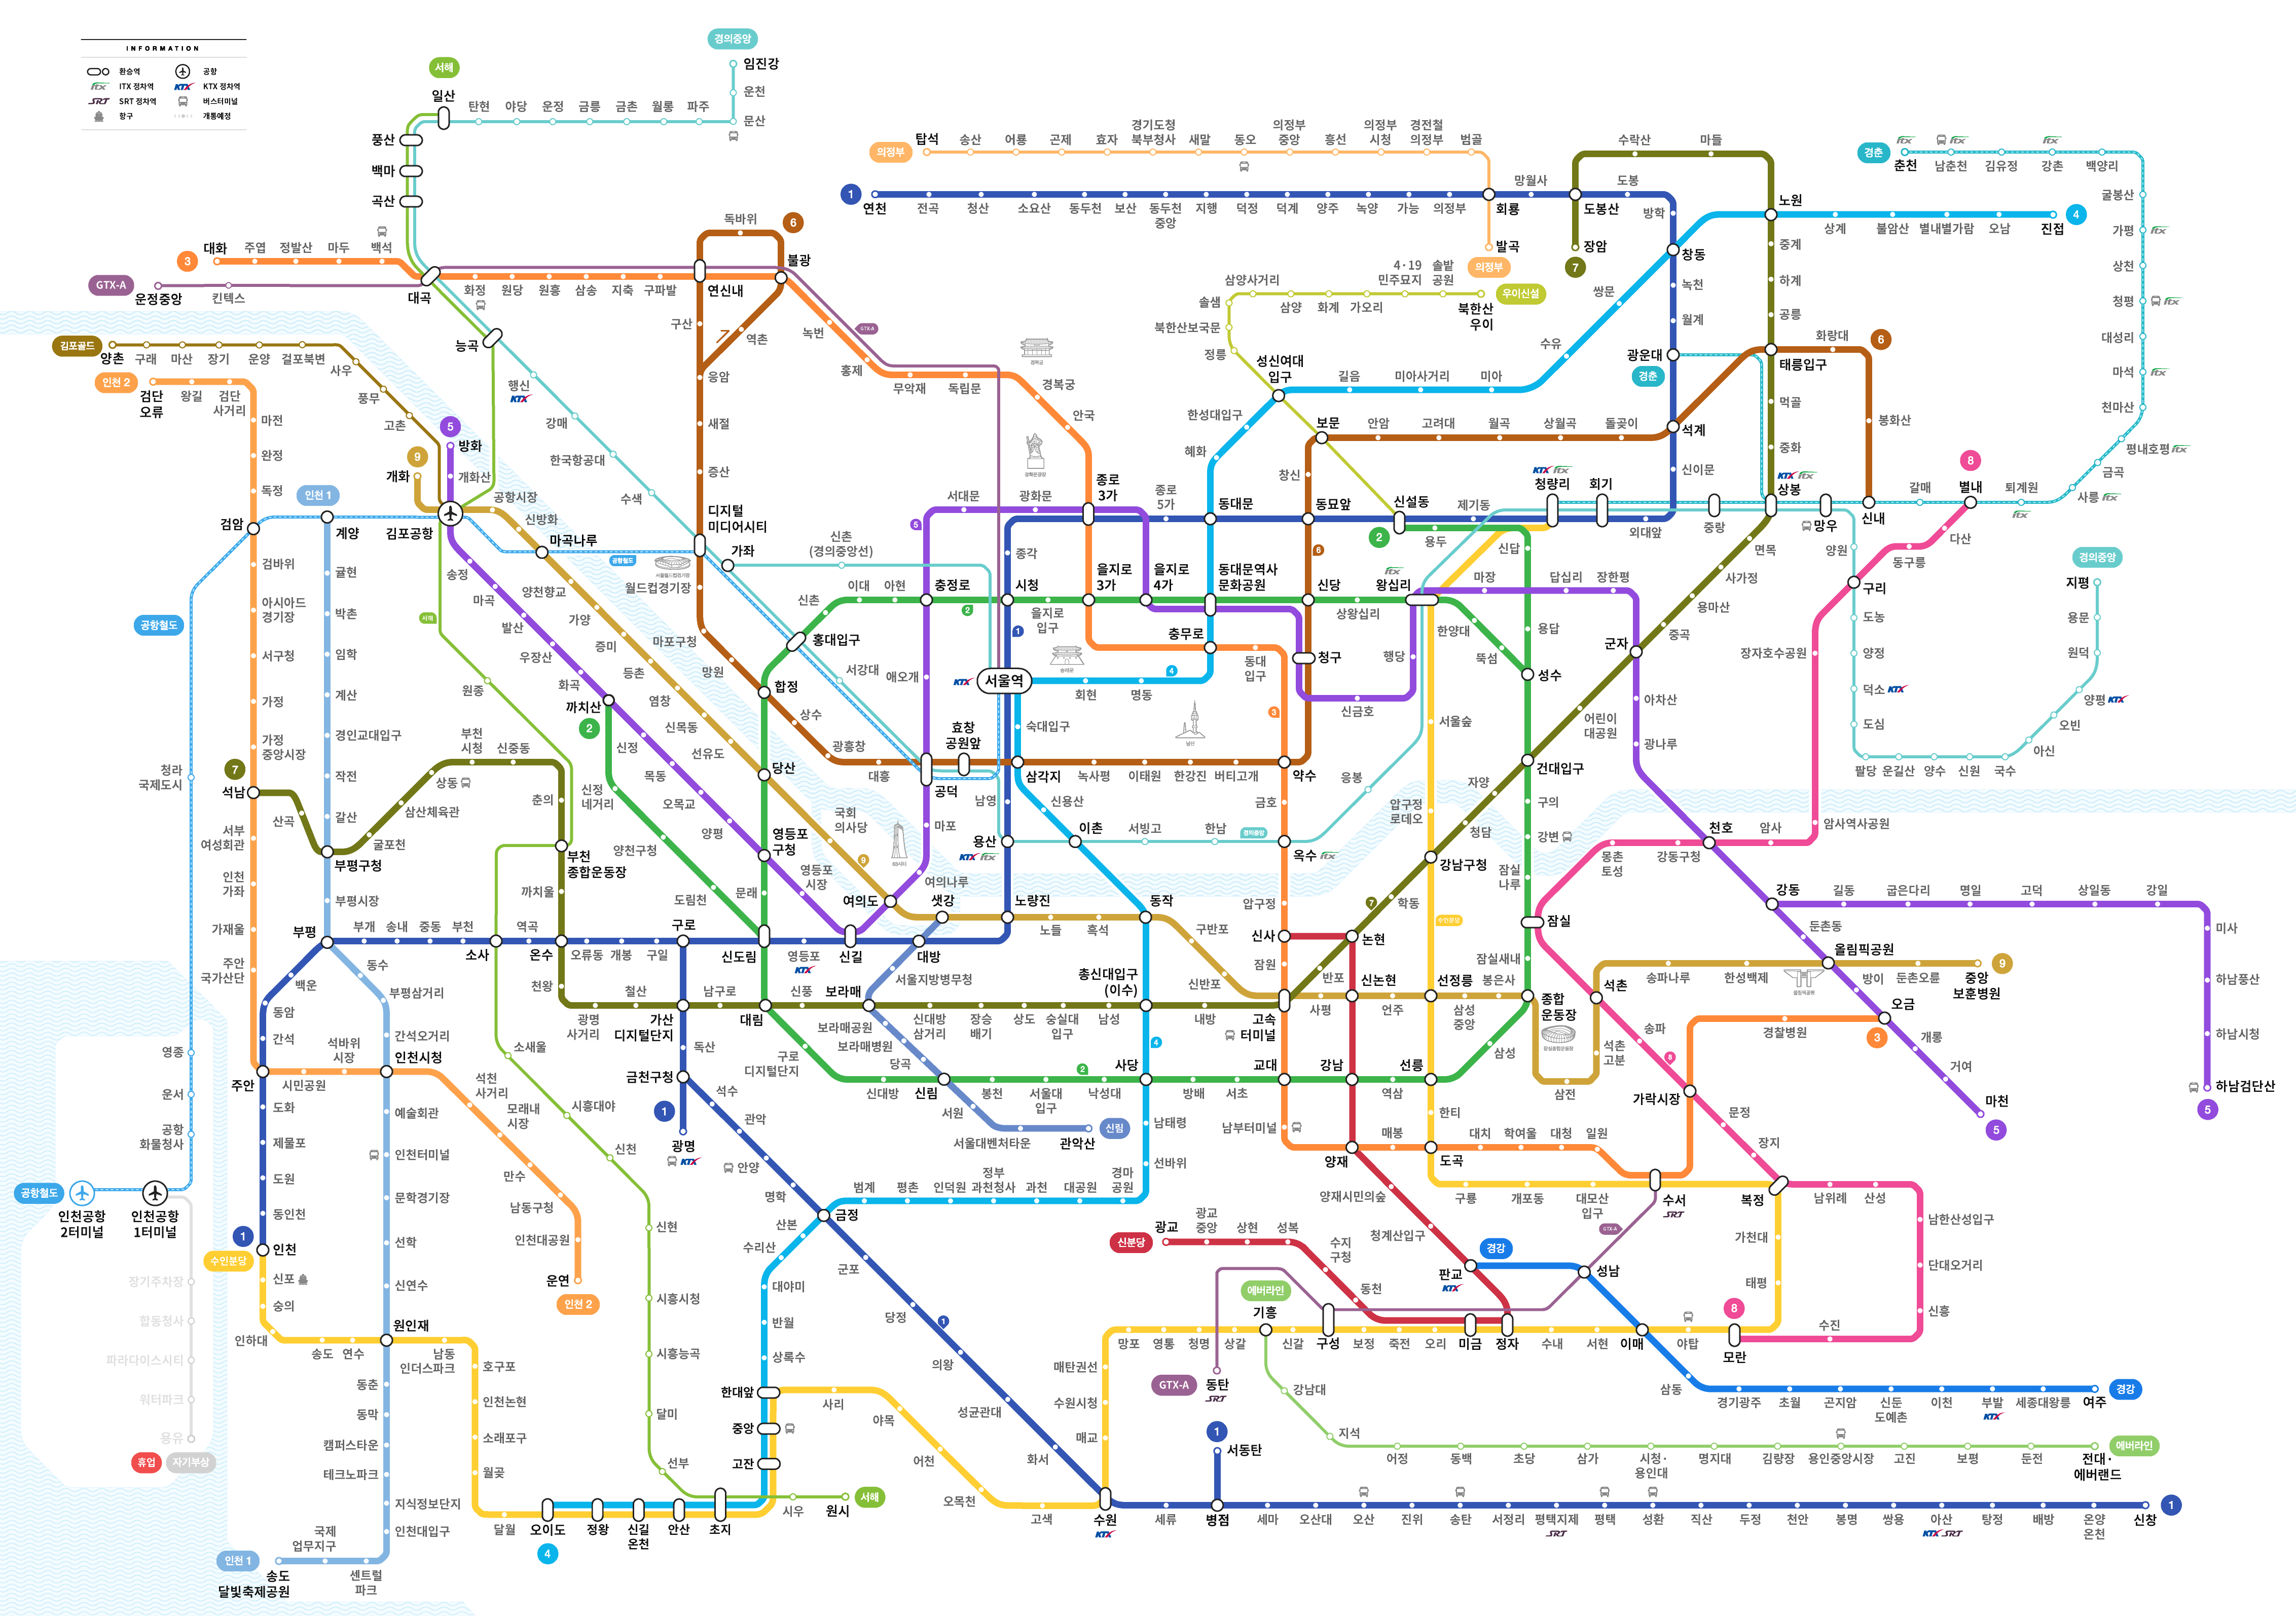 INFORMATION
환승역
공항
ITX 정차역
KTX 정차역
SRT 정차역
버스터미널
항구
개통예정
경의중앙
임진강
운천
문산
서해
일산
탄현 야당 운정 금릉 금촌 월롱 파주
풍산
백마
곡산
3
대화 주엽 정발산 마두 백석
GTX-A
운정중앙
킨텍스
대곡
화정 원당 원흥 삼송 지축 구파발
연신내
독바위
6
불광
구산
역촌
녹번
GTX-A
홍제
무악재
독립문
경복궁
안국
능곡
행신
KTX
강매
한국항공대
수색
응암
새절
증산
디지털
미디어시티
가좌
신촌
(경의중앙선)
월드컵경기장
마포구청
망원
합정
상수
광흥창
대흥
의정부
탑석 송산 어룡 곤제 효자
경기도청
북부청사
새말 동오
의정부
중앙
흥선
의정부
시청
경전철
의정부
범골
1
연천 전곡 청산 소요산 동두천 보산
동두천
중앙
지행 덕정 덕계 양주 녹양 가능 의정부
회룡
망월사
도봉산
도봉
방학
발곡
의정부
장암
7
수락산 마들
노원
상계 불암산 별내별가람 오남 진접
4
창동
쌍문
수유
녹천
월계
광운대
경춘
중계
하계
공릉
화랑대
6
태릉입구
봉화산
먹골
중화
석계
신이문
삼양사거리
4·19
민주묘지
솔밭
공원
솔샘
삼양 화계 가오리
북한산
우이
우이신설
북한산보국문
정릉
성신여대
입구
길음 미아사거리 미아
한성대입구
혜화
보문
안암 고려대 월곡 상월곡 돌곶이
창신
경춘
춘천 남춘천 김유정 강촌 백양리
굴봉산
가평
상천
청평
대성리
마석
천마산
평내호평
금곡
사릉
퇴계원
별내
8
갈매
신내
망우
상봉
중랑
KTX
청량리
회기
외대앞
제기동
신설동
2
용두
신답
동묘앞
동대문
종로
5가
종로
3가
광화문
서대문
5
종각
시청
1
을지로
입구
을지로
3가
을지로
4가
동대문역사
문화공원
신당
상왕십리
왕십리
마장 답십리 장한평
한양대
뚝섬
용답
성수
군자
중곡
용마산
사가정
면목
어린이
대공원
아차산
광나루
건대입구
구의
강변
잠실
나루
자양
청담
강남구청
압구정
로데오
서울숲
응봉
행당
신금호
청구
약수
금호
옥수
한남 서빙고
경의중앙
이촌
용산
KTX
남영
신용산
삼각지
녹사평 이태원 한강진 버티고개
숙대입구
서울역
KTX
회현 명동
4
충무로
동대
입구
3
6
충정로
이대 아현
신촌
2
홍대입구
서강대
애오개
효창
공원앞
공덕
마포
여의나루
여의도
김포골드
양촌 구래 마산 장기 운양 걸포북변
사우
풍무
고촌
인천 2
검단
오류
왕길
검단
사거리
마전
완정
독정
검암
검바위
아시아드
경기장
서구청
가정
가정
중앙시장
7
석남
서부
여성회관
인천
가좌
가재울
주안
국가산단
인천 1
계양
귤현
박촌
임학
계산
경인교대입구
작전
갈산
부평구청
부평시장
부평
5
방화
개화산
9
개화
김포공항
공항시장
신방화
마곡나루
공항철도
양천향교
가양
증미
등촌
염창
신목동
선유도
당산
국회
의사당
9
송정
마곡
발산
우장산
화곡
까치산
2
신정
목동
오목교
양평
영등포
구청
영등포
시장
신정
네거리
양천구청
도림천
문래
신도림
서해
원종
부천
시청
신중동
상동
삼산체육관
굴포천
산곡
춘의
부천
종합운동장
까치울
공항철도
청라
국제도시
영종
운서
공항
화물청사
공항철도
인천공항
2터미널
인천공항
1터미널
장기주차장
합동청사
파라다이스시티
워터파크
용유
휴업
자기부상
부개 송내 중동 부천
소사
역곡
온수
오류동 개봉 구일
구로
영등포
KTX
신길
대방
샛강
노량진
노들 흑석
동작
구반포
신반포
서울지방병무청
백운
동암
간석
주안
도화
제물포
도원
동인천
1
인천
수인분당
신포
숭의
인하대
송도 연수
원인재
남동
인더스파크
호구포
인천논현
소래포구
월곶
달월
오이도
4
정왕
신길
온천
안산
초지
동수
부평삼거리
간석오거리
인천시청
석바위
시장
시민공원
석천
사거리
모래내
시장
만수
남동구청
인천대공원
운연
인천 2
예술회관
인천터미널
문학경기장
선학
신연수
동춘
동막
캠퍼스타운
테크노파크
지식정보단지
인천대입구
센트럴
파크
국제
업무지구
인천 1
송도
달빛축제공원
천왕
광명
사거리
철산
가산
디지털단지
남구로
대림
신풍
보라매
신대방
삼거리
장승
배기
상도
숭실대
입구
남성
총신대입구
(이수)
내방
고속
터미널
반포
논현
학동
7
보라매공원
보라매병원
당곡
신림
서원
서울대벤처타운
관악산
신림
독산
금천구청
1
광명
KTX
석수
관악
안양
명학
금정
구로
디지털단지
신대방
봉천
서울대
입구
낙성대
2
사당
4
방배 서초
교대
강남
역삼
선릉
삼성
종합
운동장
잠실새내
잠실
봉은사
삼성
중앙
선정릉
언주
신논현
사평
신사
압구정
잠원
수인분당
남태령
선바위
경마
공원
대공원
과천
정부
과천청사
인덕원
평촌
범계
산본
수리산
대야미
반월
상록수
한대앞
중앙
고잔
사리
야목
어천
오목천
고색
수원
KTX
소새울
시흥대야
신천
신현
시흥시청
시흥능곡
달미
선부
시우
원시
서해
군포
당정
1
의왕
성균관대
화서
매교
수원시청
매탄권선
망포 영통 청명 상갈
기흥
에버라인
신갈
구성
보정 죽전 오리
미금
정자
수내 서현
이매
야탑
모란
8
남부터미널
양재
매봉
도곡
한티
대치 학여울 대청 일원
수서
SRT
구룡 개포동
대모산
입구
GTX-A
복정
가천대
태평
양재시민의숲
청계산입구
판교
KTX
경강
성남
신분당
광교
광교
중앙
상현 성복
수지
구청
동천
GTX-A
동탄
SRT
강남대
지석
어정 동백 초당 삼가
시청·
용인대
명지대 김량장 용인중앙시장 고진 보평 둔전
전대·
에버랜드
에버라인
삼동
경기광주 초월 곤지암
신둔
도예촌
이천 부발
KTX
세종대왕릉 여주
경강
1
서동탄
세류
병점
세마 오산대 오산 진위 송탄 서정리 평택지제
SRT
평택 성환 직산 두정 천안 봉명 쌍용 아산
KTX SRT
탕정 배방
온양
온천
신창
1
석촌
석촌
고분
삼전
송파나루 한성백제
올림픽공원
둔촌오륜
중앙
보훈병원
9
둔촌동
방이
오금
3
개롱
거여
마천
5
경찰병원
송파
8
가락시장
문정
장지
남위례 산성
남한산성입구
단대오거리
신흥
수진
몽촌
토성
강동구청
천호
암사
암사역사공원
장자호수공원
강동
길동 굽은다리 명일 고덕 상일동 강일
미사
하남풍산
하남시청
하남검단산
5
구리
동구릉
다산
양원
도농
양정
덕소 KTX
도심
팔당 운길산 양수 신원 국수
아신
오빈
양평 KTX
원덕
용문
지평
경의중앙